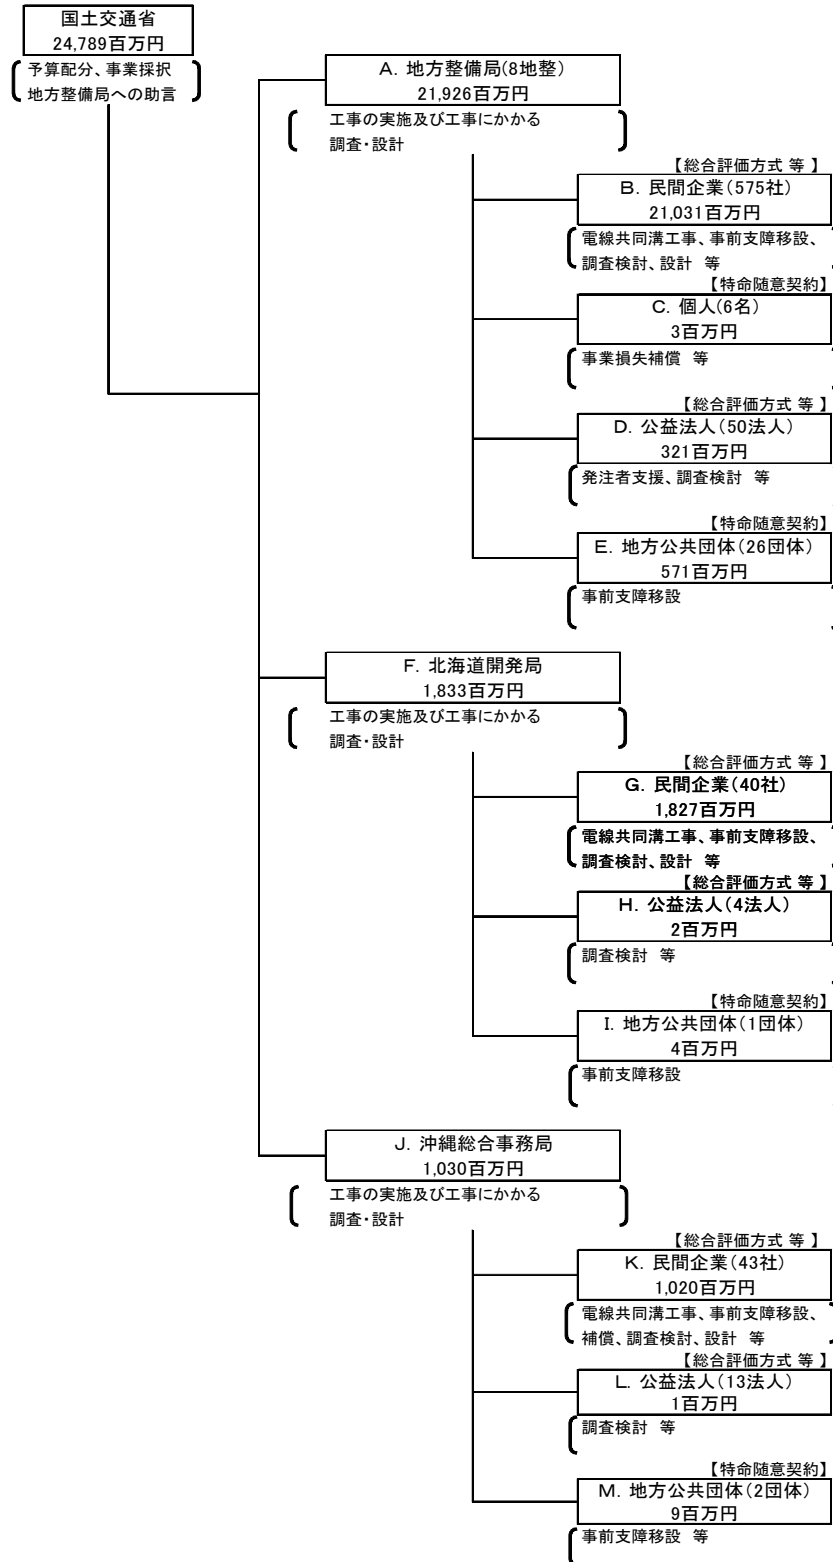 国土交通省
24,789百万円
予算配分、事業採択
地方整備局への助言
A. 地方整備局(8地整)
21,926百万円
工事の実施及び工事にかかる
調査・設計
【総合評価方式 等 】
B. 民間企業(575社)
21,031百万円
電線共同溝工事、事前支障移設、
調査検討、設計 等
【特命随意契約】
C. 個人(6名)
3百万円
事業損失補償 等
【総合評価方式 等 】
D. 公益法人(50法人)
321百万円
発注者支援、調査検討 等
【特命随意契約】
E. 地方公共団体(26団体)
571百万円
事前支障移設
F. 北海道開発局
1,833百万円
工事の実施及び工事にかかる
調査・設計
【総合評価方式 等 】
G. 民間企業(40社)
1,827百万円
電線共同溝工事、事前支障移設、
調査検討、設計 等
【総合評価方式 等 】
H. 公益法人(4法人)
2百万円
調査検討 等
【特命随意契約】
I. 地方公共団体(1団体)
4百万円
事前支障移設
J. 沖縄総合事務局
1,030百万円
工事の実施及び工事にかかる
調査・設計
【総合評価方式 等 】
K. 民間企業(43社)
1,020百万円
電線共同溝工事、事前支障移設、
補償、調査検討、設計 等
【総合評価方式 等 】
L. 公益法人(13法人)
1百万円
調査検討 等
【特命随意契約】
M. 地方公共団体(2団体)
9百万円
事前支障移設 等